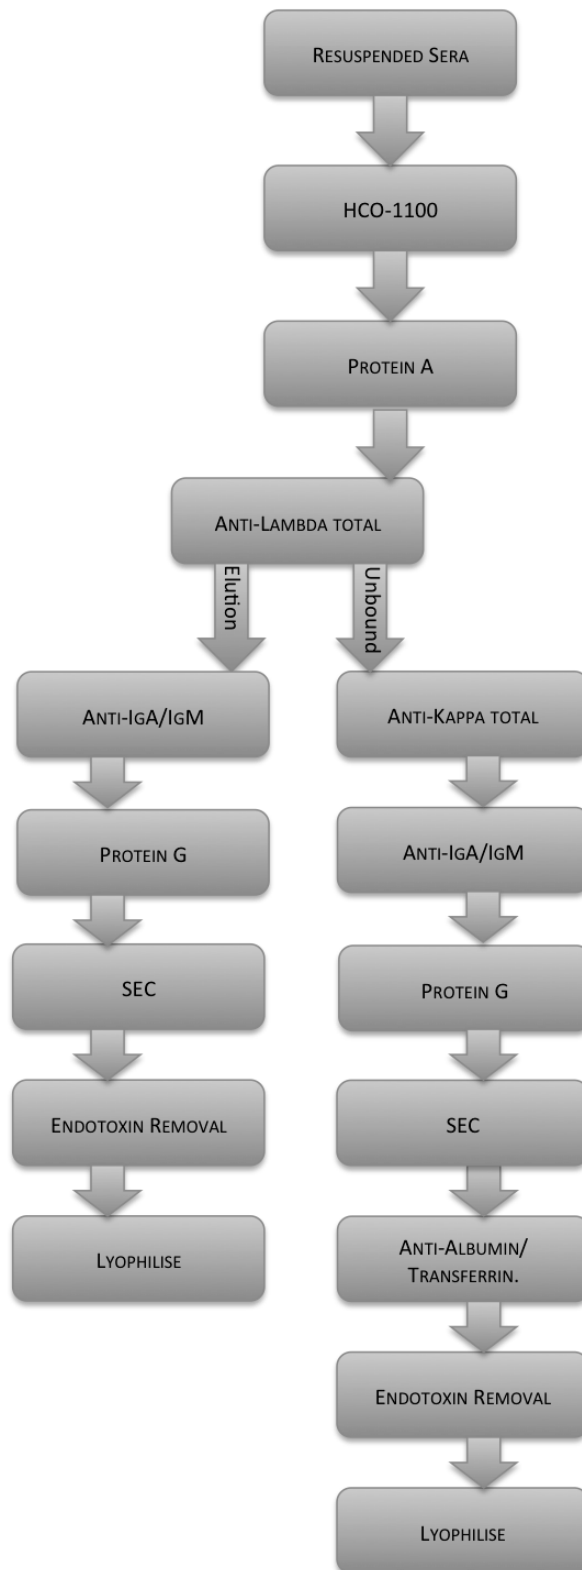 Resuspended Sera
HCO-1100
Protein A
Anti-Lambda total
Elution
Unbound
Anti-IgA/IgM
Protein G
SEC
Endotoxin Removal
Lyophilise
Anti-Kappa total
Anti-IgA/IgM
Protein G
SEC
Anti-Albumin/
Transferrin.
Endotoxin Removal
Lyophilise